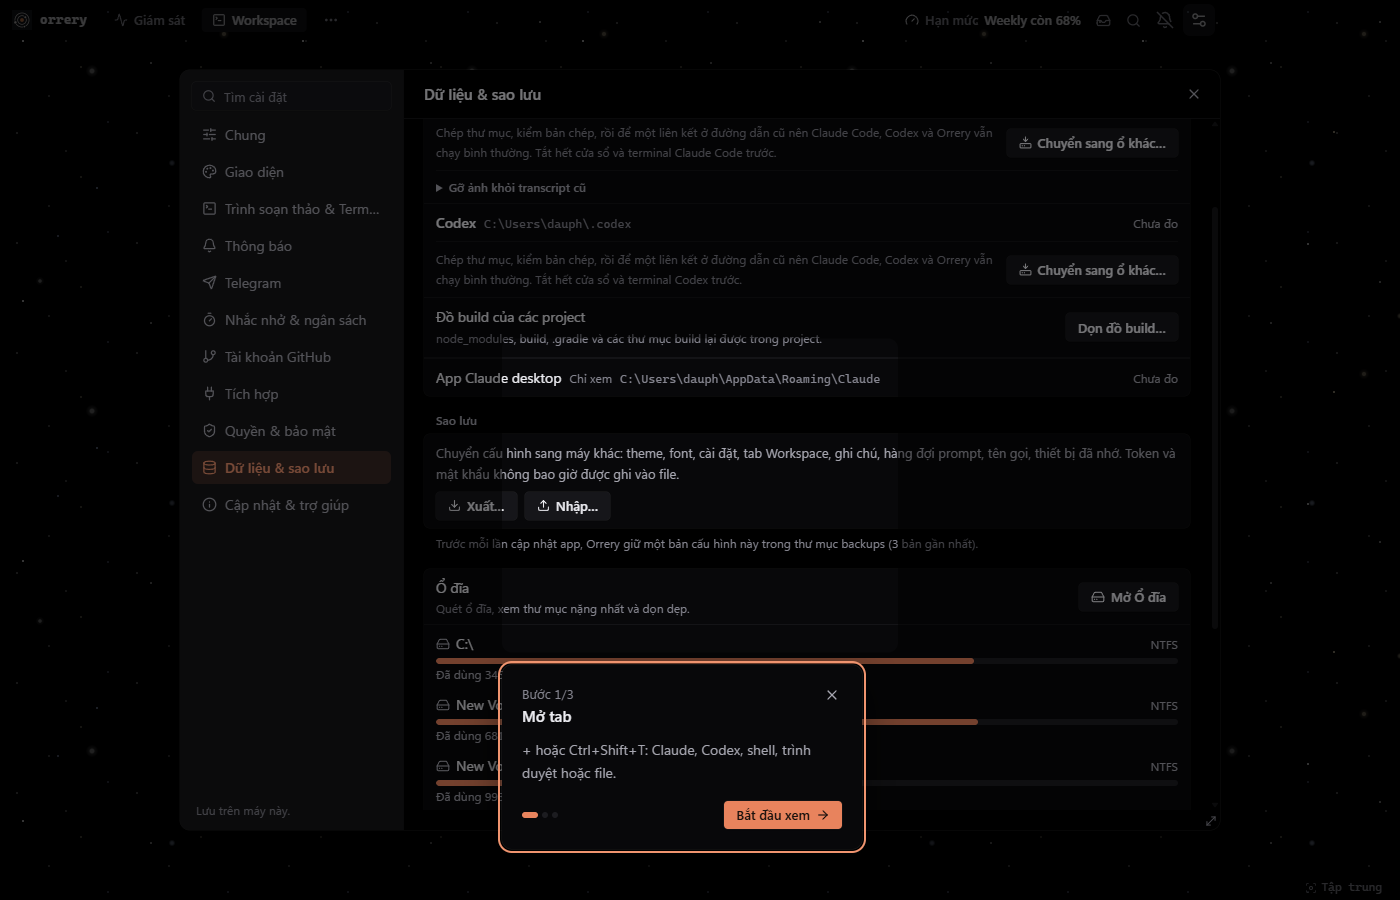 orrery
Giám sát
Workspace
Hạn mức Weekly còn 68%
Tìm cài đặt
Chung
Giao diện
Trình soạn thảo & Term...
Thông báo
Telegram
Nhắc nhở & ngân sách
Tài khoản GitHub
Tích hợp
Quyền & bảo mật
Dữ liệu & sao lưu
Cập nhật & trợ giúp
Lưu trên máy này.
Dữ liệu & sao lưu
Chép thư mục, kiểm bản chép, rồi để một liên kết ở đường dẫn cũ nên Claude Code, Codex và Orrery vẫn
chạy bình thường. Tắt hết cửa sổ và terminal Claude Code trước.
Chuyển sang ổ khác...
Gỡ ảnh khỏi transcript cũ
Codex C:\Users\dauph\.codex
Chưa đo
Chép thư mục, kiểm bản chép, rồi để một liên kết ở đường dẫn cũ nên Claude Code, Codex và Orrery vẫn
chạy bình thường. Tắt hết cửa sổ và terminal Codex trước.
Chuyển sang ổ khác...
Đồ build của các project
node_modules, build, .gradle và các thư mục build lại được trong project.
Dọn đồ build...
App Claude desktop Chỉ xem C:\Users\dauph\AppData\Roaming\Claude
Chưa đo
Sao lưu
Chuyển cấu hình sang máy khác: theme, font, cài đặt, tab Workspace, ghi chú, hàng đợi prompt, tên gọi, thiết bị đã nhớ. Token và
mật khẩu không bao giờ được ghi vào file.
Xuất...
Nhập...
Trước mỗi lần cập nhật app, Orrery giữ một bản cấu hình này trong thư mục backups (3 bản gần nhất).
Ổ đĩa
Quét ổ đĩa, xem thư mục nặng nhất và dọn dẹp.
Mở Ổ đĩa
C:\
NTFS
Đã dùng 34
New Vo
NTFS
Đã dùng 68
New Vo
NTFS
Đã dùng 99
Bước 1/3
Mở tab
+ hoặc Ctrl+Shift+T: Claude, Codex, shell, trình
duyệt hoặc file.
Bắt đầu xem
Tập trung